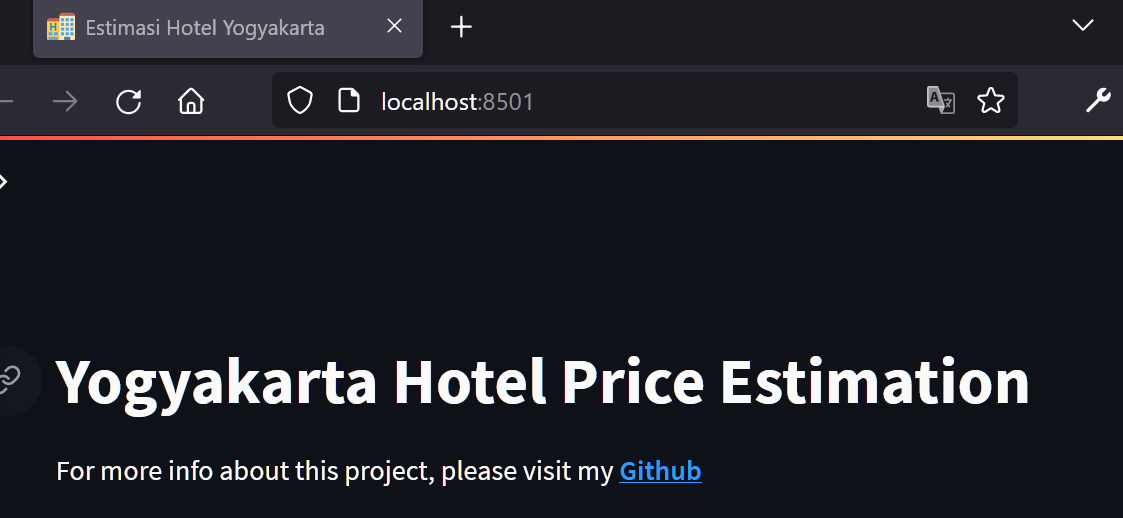 Estimasi Hotel Yogyakarta
localhost:8501
Yogyakarta Hotel Price Estimation
For more info about this project, please visit my Github